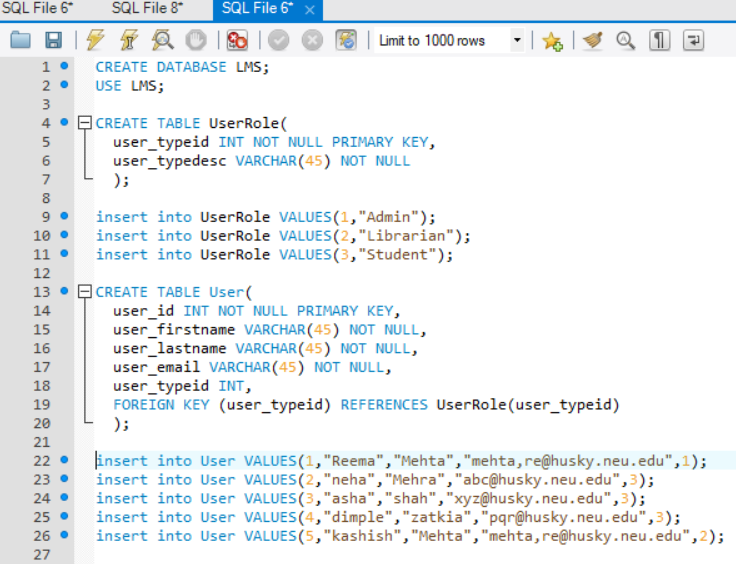 SQL File 6* SQL File 8* SQL File 6* ×
Limit to 1000 rows
1 CREATE DATABASE LMS;
2 USE LMS;
3
4 CREATE TABLE UserRole(
5 user_typeid INT NOT NULL PRIMARY KEY,
6 user_typedesc VARCHAR(45) NOT NULL
7 );
8
9 insert into UserRole VALUES(1,"Admin");
10 insert into UserRole VALUES(2,"Librarian");
11 insert into UserRole VALUES(3,"Student");
12
13 CREATE TABLE User(
14 user_id INT NOT NULL PRIMARY KEY,
15 user_firstname VARCHAR(45) NOT NULL,
16 user_lastname VARCHAR(45) NOT NULL,
17 user_email VARCHAR(45) NOT NULL,
18 user_typeid INT,
19 FOREIGN KEY (user_typeid) REFERENCES UserRole(user_typeid)
20 );
21
22 insert into User VALUES(1,"Reema","Mehta","mehta,re@husky.neu.edu",1);
23 insert into User VALUES(2,"neha","Mehra","abc@husky.neu.edu",3);
24 insert into User VALUES(3,"asha","shah","xyz@husky.neu.edu",3);
25 insert into User VALUES(4,"dimple","zatkia","pqr@husky.neu.edu",3);
26 insert into User VALUES(5,"kashish","Mehta","mehta,re@husky.neu.edu",2);
27